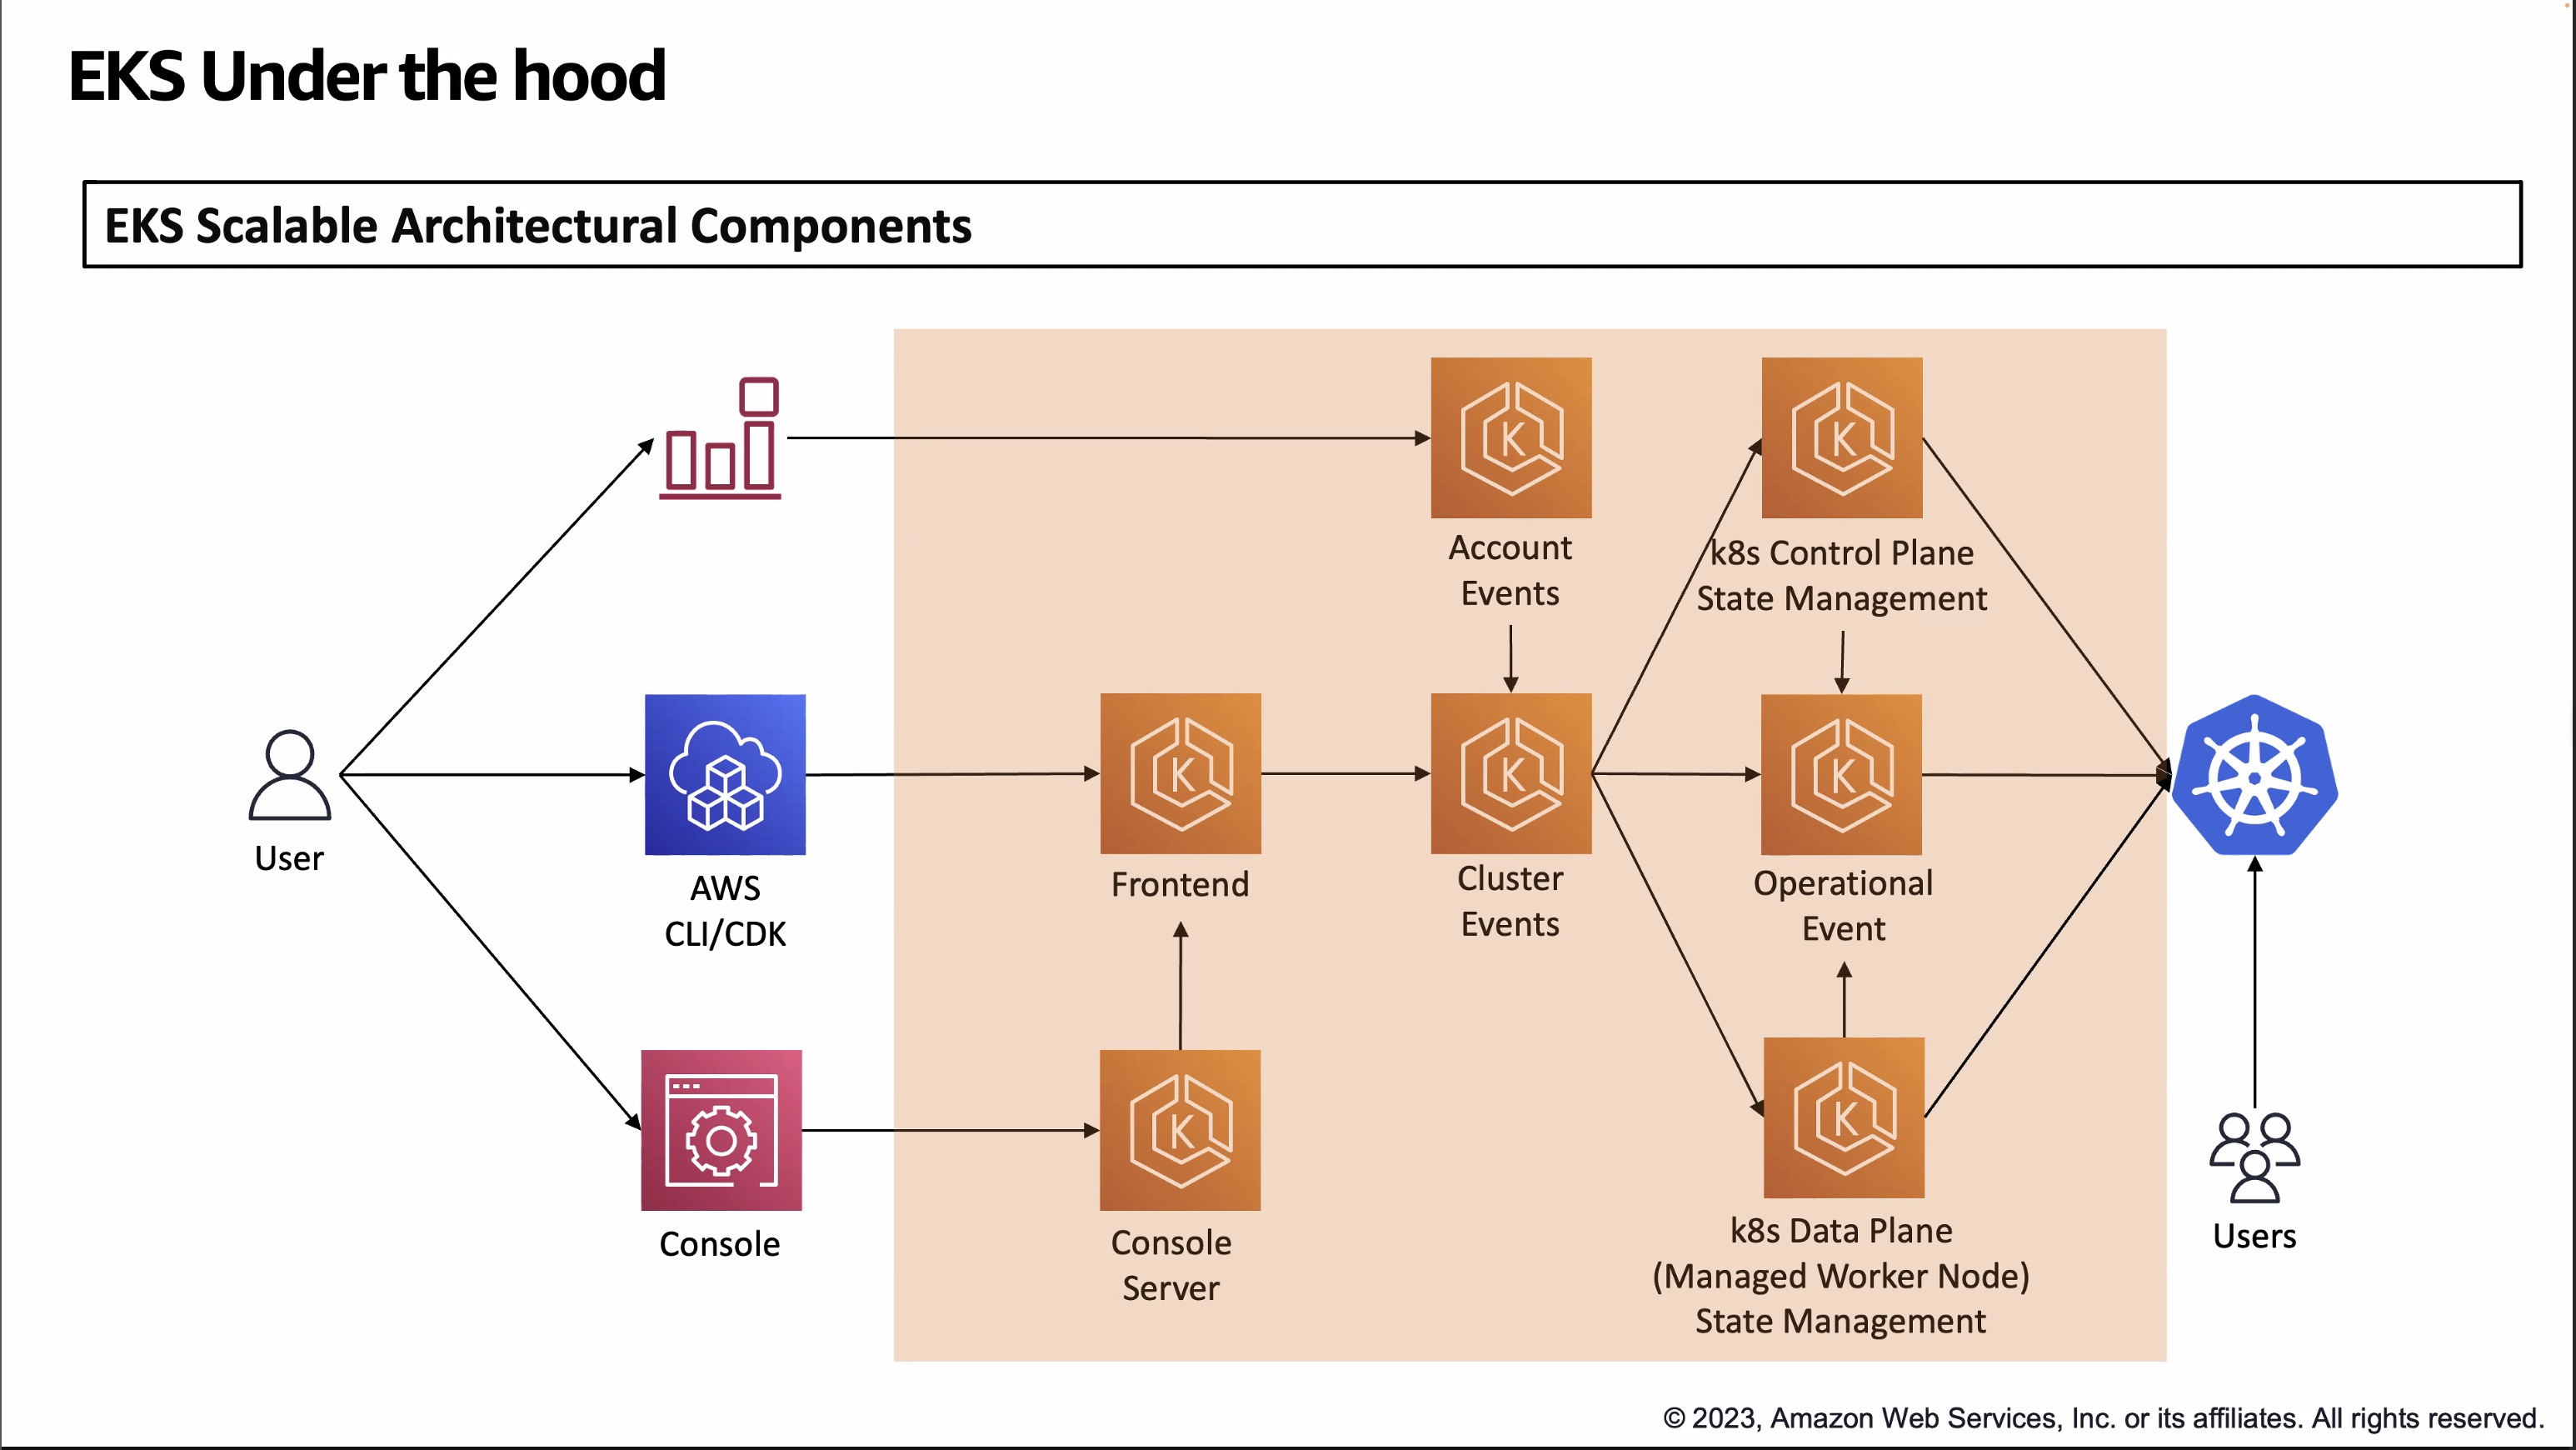 EKS Under the hood
EKS Scalable Architectural Components
K
K
Account
Events
k8s Control Plane
State Management
User
AWS
CLI/CDK
K
Frontend
K
Cluster
Events
K
Operational
Event
Console
K
Console
Server
K
k8s Data Plane
(Managed Worker Node)
State Management
Users
© 2023, Amazon Web Services, Inc. or its affiliates. All rights reserved.